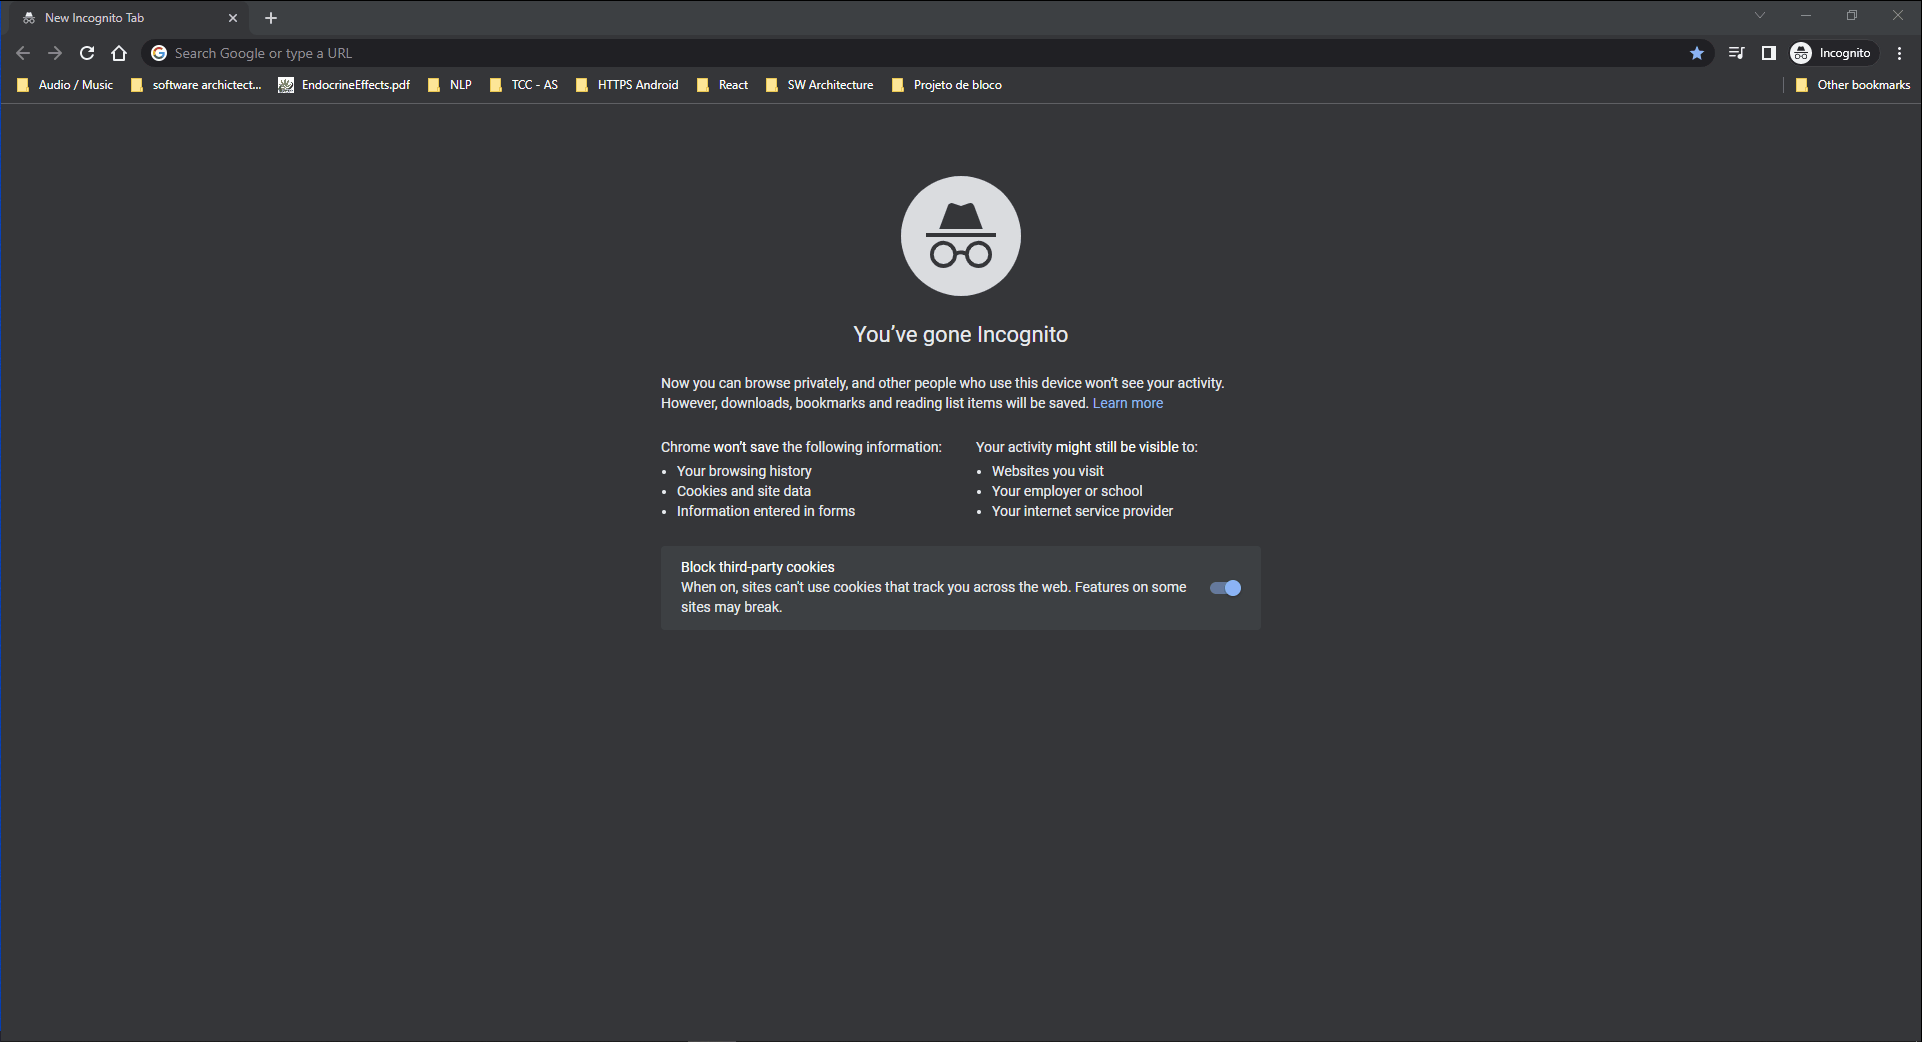 New Incognito Tab
Search Google or type a URL
Incognito
Audio / Music
software archictect...
EndocrineEffects.pdf
NLP
TCC - AS
HTTPS Android
React
SW Architecture
Projeto de bloco
Other bookmarks
You’ve gone Incognito
Now you can browse privately, and other people who use this device won’t see your activity.
However, downloads, bookmarks and reading list items will be saved. Learn more
Chrome won’t save the following information:
Your browsing history
Cookies and site data
Information entered in forms
Your activity might still be visible to:
Websites you visit
Your employer or school
Your internet service provider
Block third-party cookies
When on, sites can't use cookies that track you across the web. Features on some
sites may break.